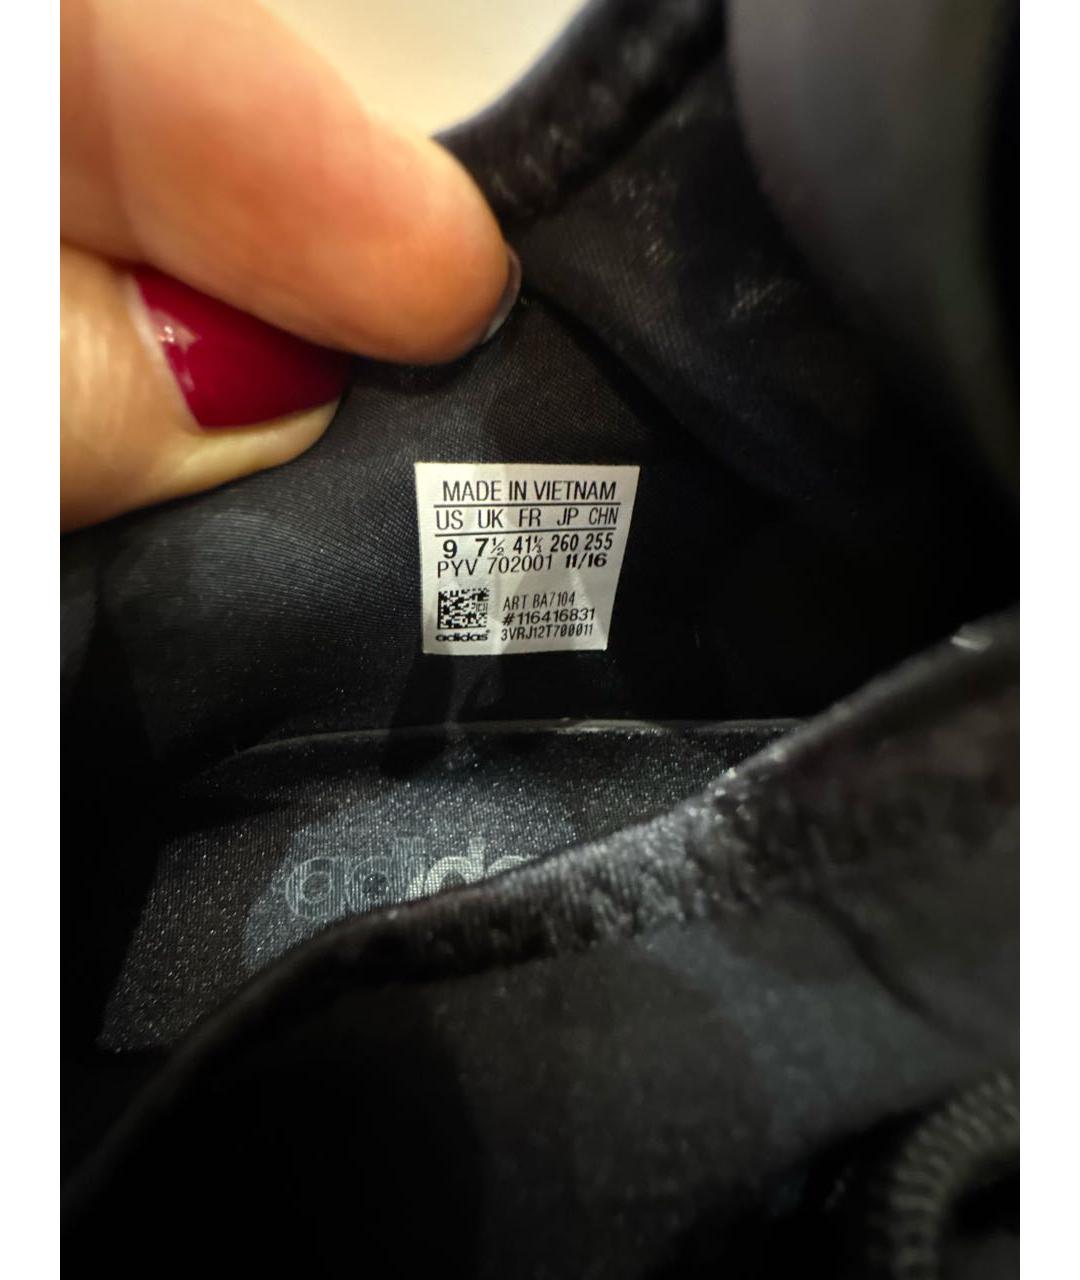 MADE IN VIETNAM
US UK FR JP CHN
9 7½ 41⅓ 260 255
PYV 702001 11/16
ART BA7104
#116416831
adidas 3VRJ12T700011
adid